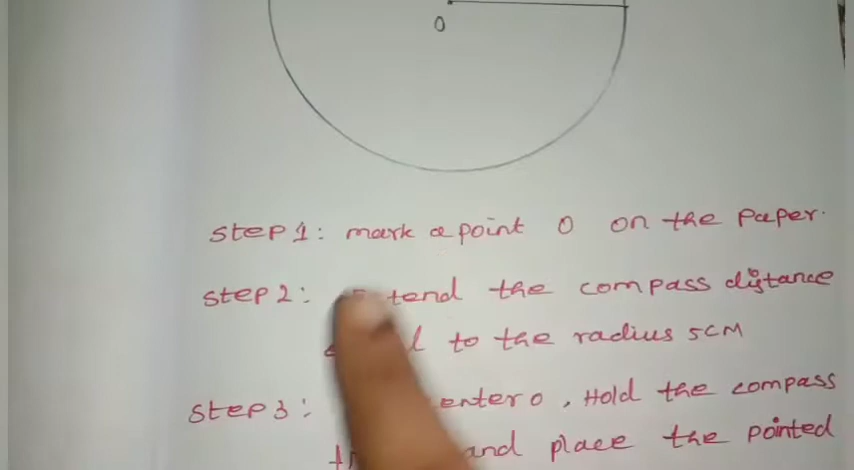 O
Step 1: mark a point O on the paper.
Step 2: tend the compass distance
l to the radius 5CM
Step 3: enter O, Hold the compass
and place the pointed